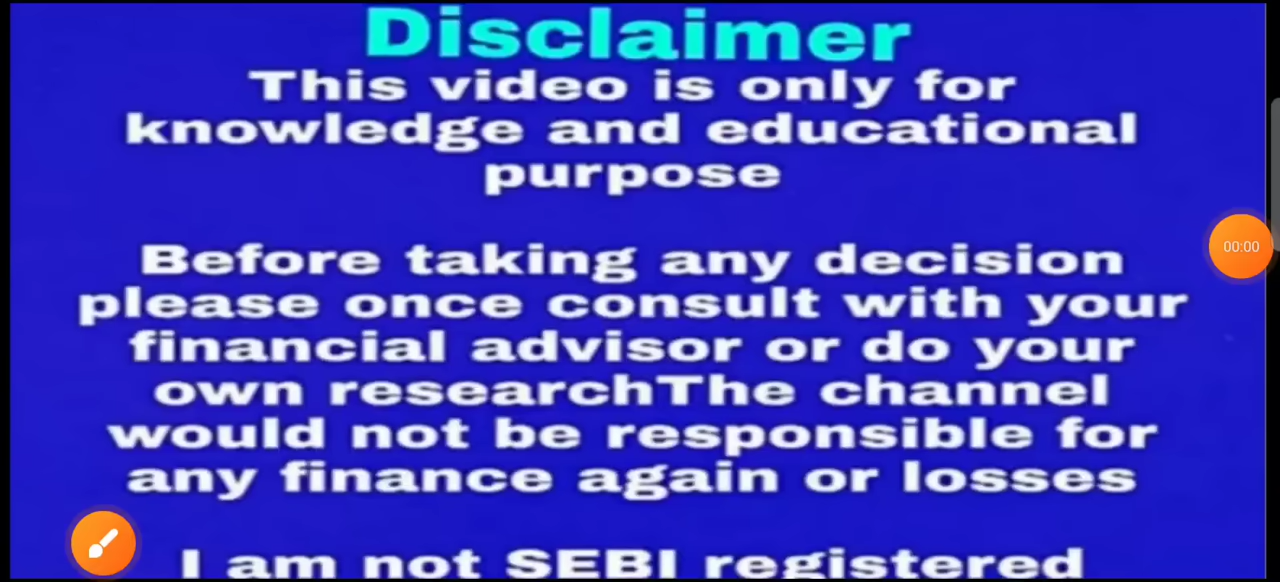 Disclaimer
This video is only for
knowledge and educational
purpose
Before taking any decision
please once consult with your
financial advisor or do your
own researchThe channel
would not be responsible for
any finance again or losses
I am not SEBI registered
00:00